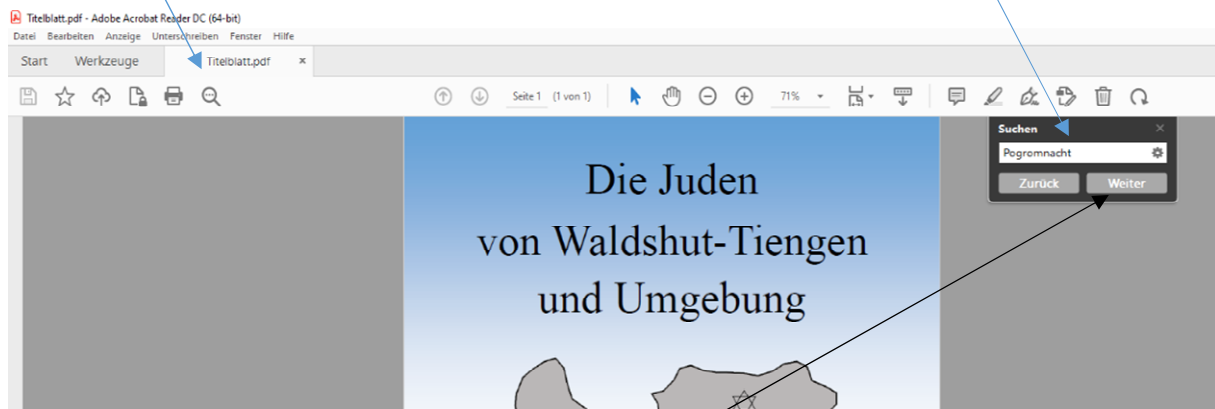 Titelblatt.pdf - Adobe Acrobat Reader DC (64-bit)
Datei Bearbeiten Anzeige Unterschreiben Fenster Hilfe
Start Werkzeuge Titelblatt.pdf ×
Seite 1 (1 von 1) 71%
Suchen ×
Pogromnacht
Zurück Weiter
Die Juden
von Waldshut-Tiengen
und Umgebung